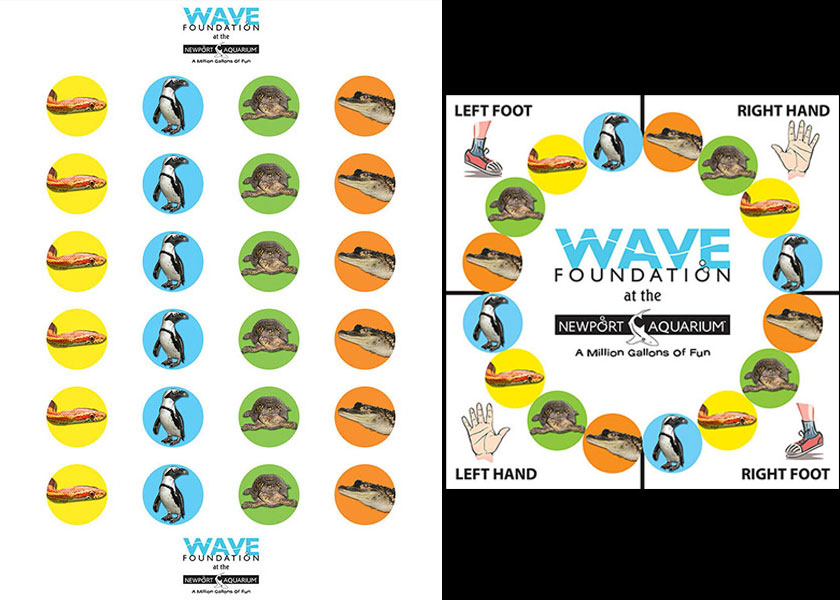 WAVE
FOUNDATION
at the
NEWPORT AQUARIUM
A Million Gallons of Fun
WAVE
FOUNDATION
at the
NEWPORT AQUARIUM
A Million Gallons of Fun
LEFT FOOT
RIGHT HAND
WAVE
FOUNDATION
at the
NEWPORT AQUARIUM
A Million Gallons of Fun
LEFT HAND
RIGHT FOOT